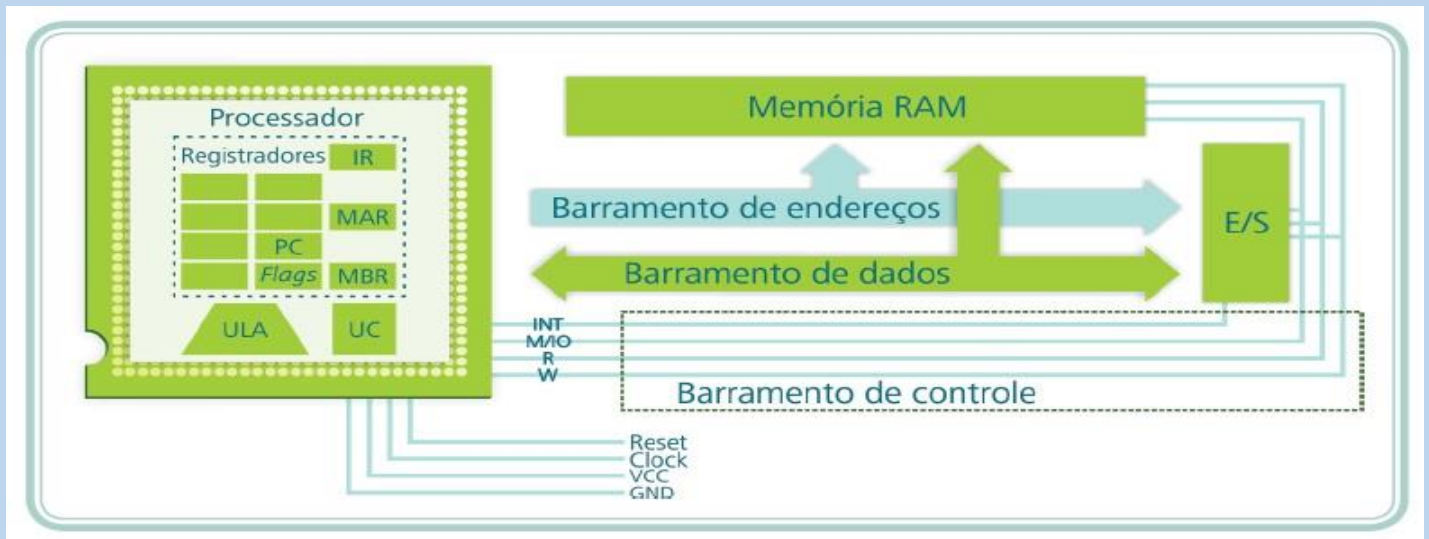 Processador
Registradores IR
MAR
PC
Flags MBR
ULA UC
Memória RAM
Barramento de endereços
E/S
Barramento de dados
INT
M/IO
R
W
Barramento de controle
Reset
Clock
VCC
GND